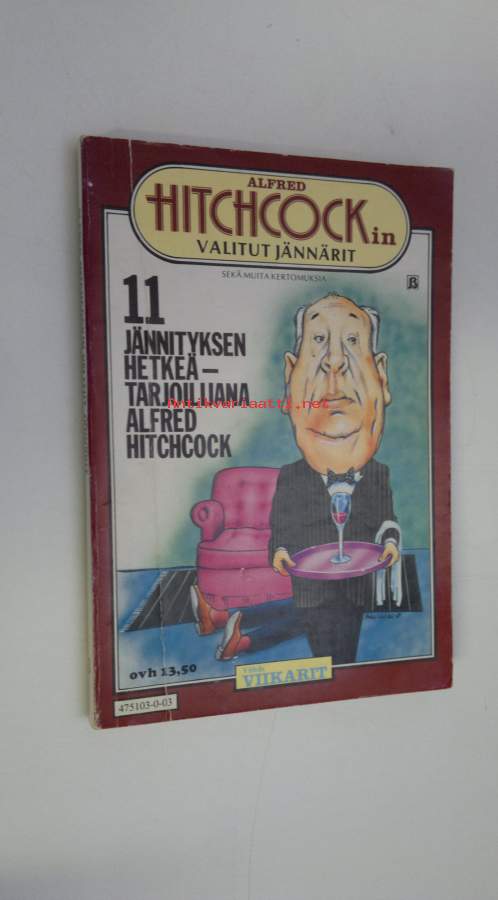 ALFRED
HITCHCOCKin
VALITUT JÄNNÄRIT
SEKÄ MUITA KERTOMUKSIA
11
JÄNNITYKSEN
HETKEÄ –
TARJOILIJANA
ALFRED
HITCHCOCK
Antikvariaatti.net
ovh 13,50
VIIKARIT
475103-0-03